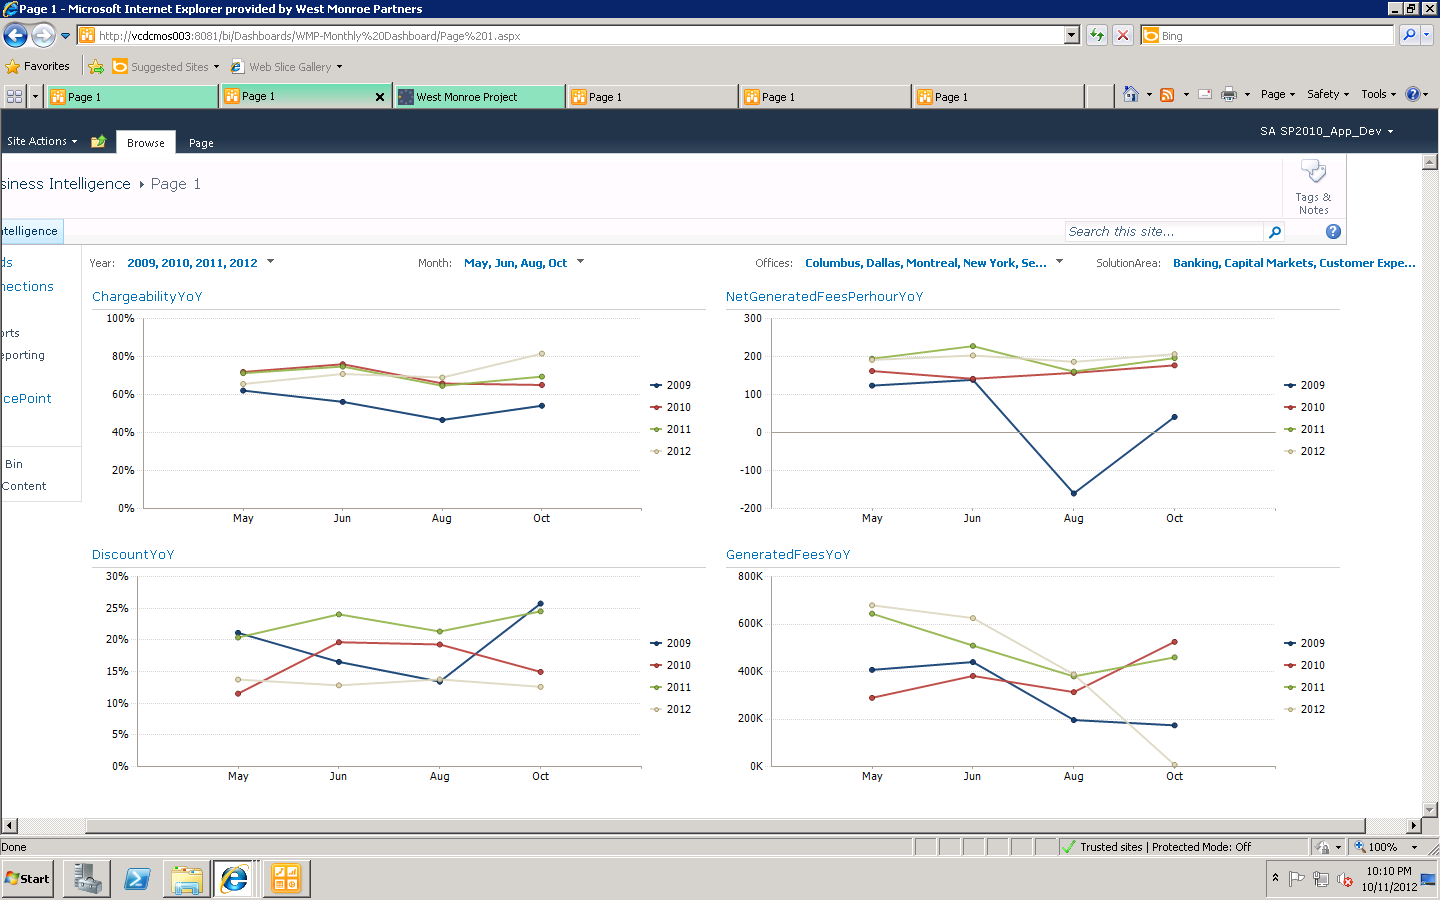 Page 1 - Microsoft Internet Explorer provided by West Monroe Partners
http://vcdcmos003:8081/bi/Dashboards/WMP-Monthly%20Dashboard/Page%201.aspx
Bing
Favorites Suggested Sites Web Slice Gallery
Page 1 Page 1 West Monroe Project Page 1 Page 1 Page 1 Page Safety Tools
Site Actions Browse Page SA SP2010_App_Dev
siness Intelligence Page 1
Tags & Notes
ntelligence Search this site...
ds
nnections
orts
eporting
cePoint
Bin
Content
Year: 2009, 2010, 2011, 2012 Month: May, Jun, Aug, Oct Offices: Columbus, Dallas, Montreal, New York, Se... SolutionArea: Banking, Capital Markets, Customer Expe...
ChargeabilityYoY
100%
80%
60%
40%
20%
0%
May Jun Aug Oct
2009
2010
2011
2012
NetGeneratedFeesPerhourYoY
300
200
100
0
-100
-200
May Jun Aug Oct
2009
2010
2011
2012
DiscountYoY
30%
25%
20%
15%
10%
5%
0%
May Jun Aug Oct
2009
2010
2011
2012
GeneratedFeesYoY
800K
600K
400K
200K
0K
May Jun Aug Oct
2009
2010
2011
2012
Done Trusted sites | Protected Mode: Off 100%
Start 10:10 PM
10/11/2012